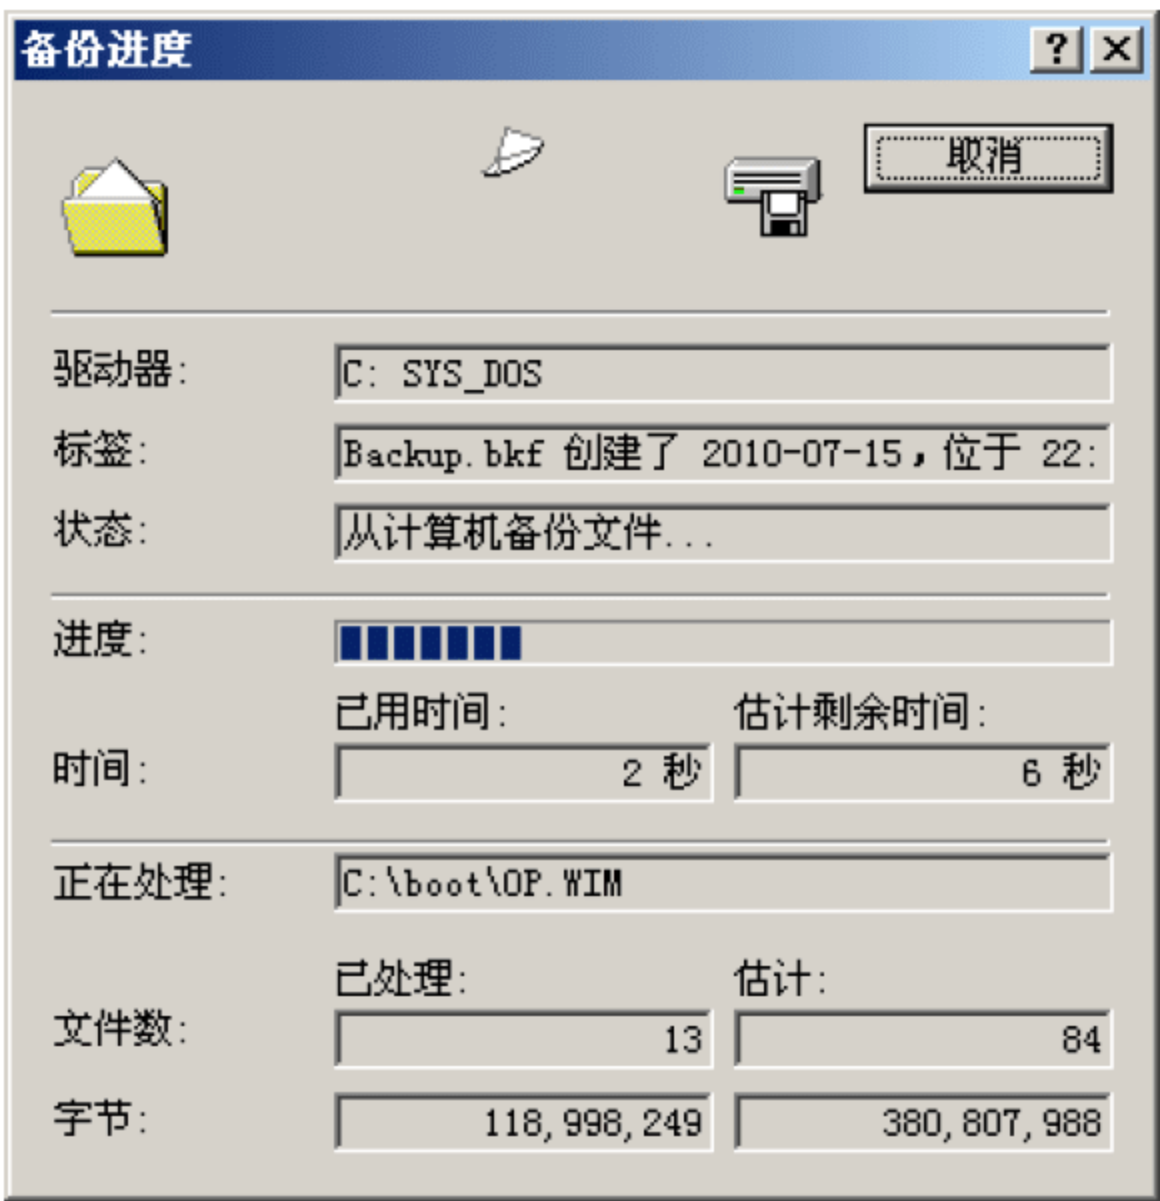 备份进度
取消
驱动器: C: SYS_DOS
标签: Backup.bkf 创建了 2010-07-15，位于 22:
状态: 从计算机备份文件...
进度:
已用时间: 估计剩余时间:
时间: 2 秒 6 秒
正在处理: C:\boot\OP.WIM
已处理: 估计:
文件数: 13 84
字节: 118,998,249 380,807,988